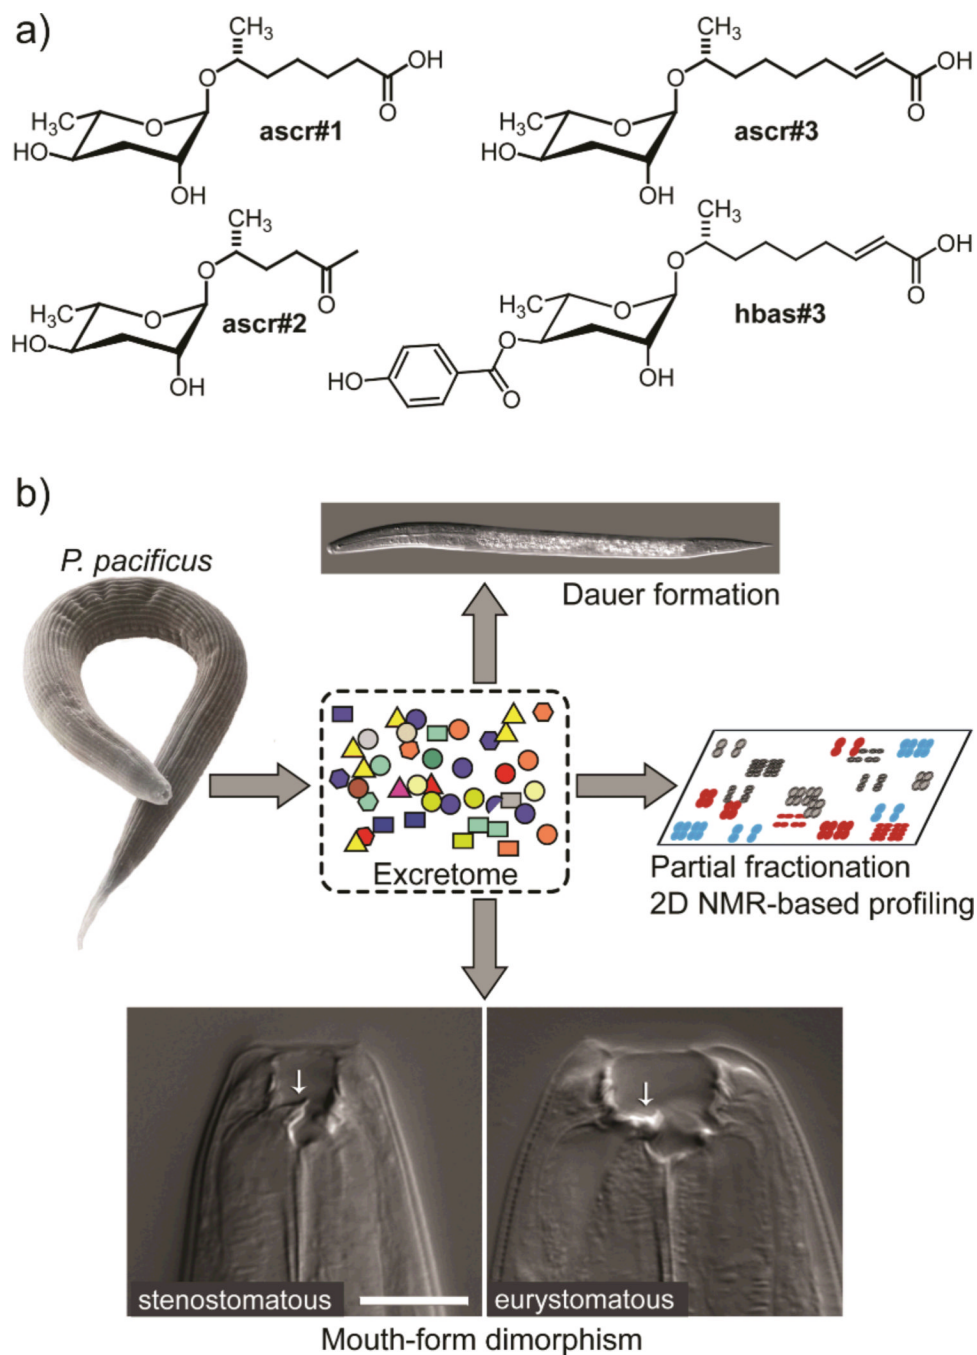 a)
CH3
OH
O
O
O
H3C
HO
OH
ascr#1
CH3
OH
O
O
O
H3C
HO
OH
ascr#3
CH3
O
O
O
H3C
HO
OH
ascr#2
CH3
OH
O
O
O
H3C
O
HO
O
OH
hbas#3
b)
P. pacificus
Dauer formation
Excretome
Partial fractionation
2D NMR-based profiling
stenostomatous
eurystomatous
Mouth-form dimorphism